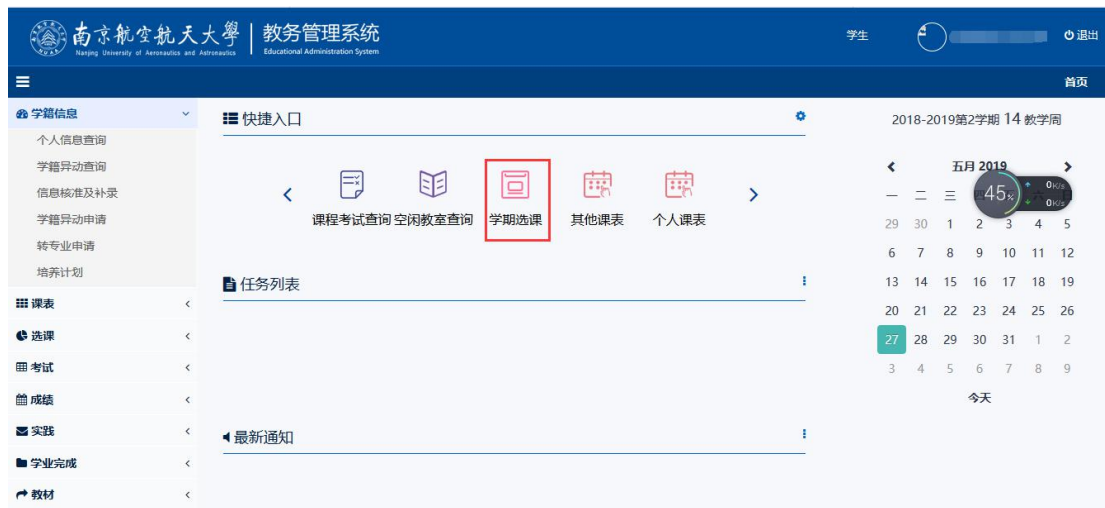 南京航空航天大學
Nanjing University of Aeronautics and Astronautics
教务管理系统
Educational Administration System
学生
退出
首页
学籍信息
个人信息查询
学籍异动查询
信息核准及补录
学籍异动申请
转专业申请
培养计划
课表
选课
考试
成绩
实践
学业完成
教材
快捷入口
课程考试查询 空闲教室查询 学期选课 其他课表 个人课表
任务列表
最新通知
2018-2019第2学期 14 教学周
五月 2019
一 二 三
45%
0K/s
0K/s
29 30 1 2 3 4 5
6 7 8 9 10 11 12
13 14 15 16 17 18 19
20 21 22 23 24 25 26
27 28 29 30 31 1 2
3 4 5 6 7 8 9
今天